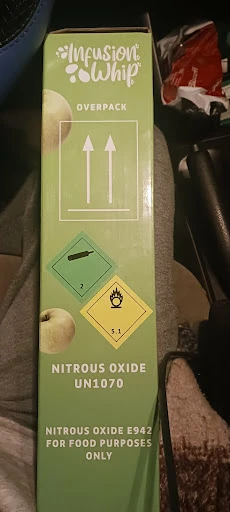 Infusion
Whip
OVERPACK
2
5.1
NITROUS OXIDE
UN1070
NITROUS OXIDE E942
FOR FOOD PURPOSES
ONLY